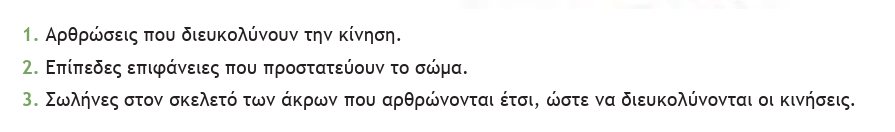 1. Αρθρώσεις που διευκολύνουν την κίνηση.
2. Επίπεδες επιφάνειες που προστατεύουν το σώμα.
3. Σωλήνες στον σκελετό των άκρων που αρθρώνονται έτσι, ώστε να διευκολύνονται οι κινήσεις.